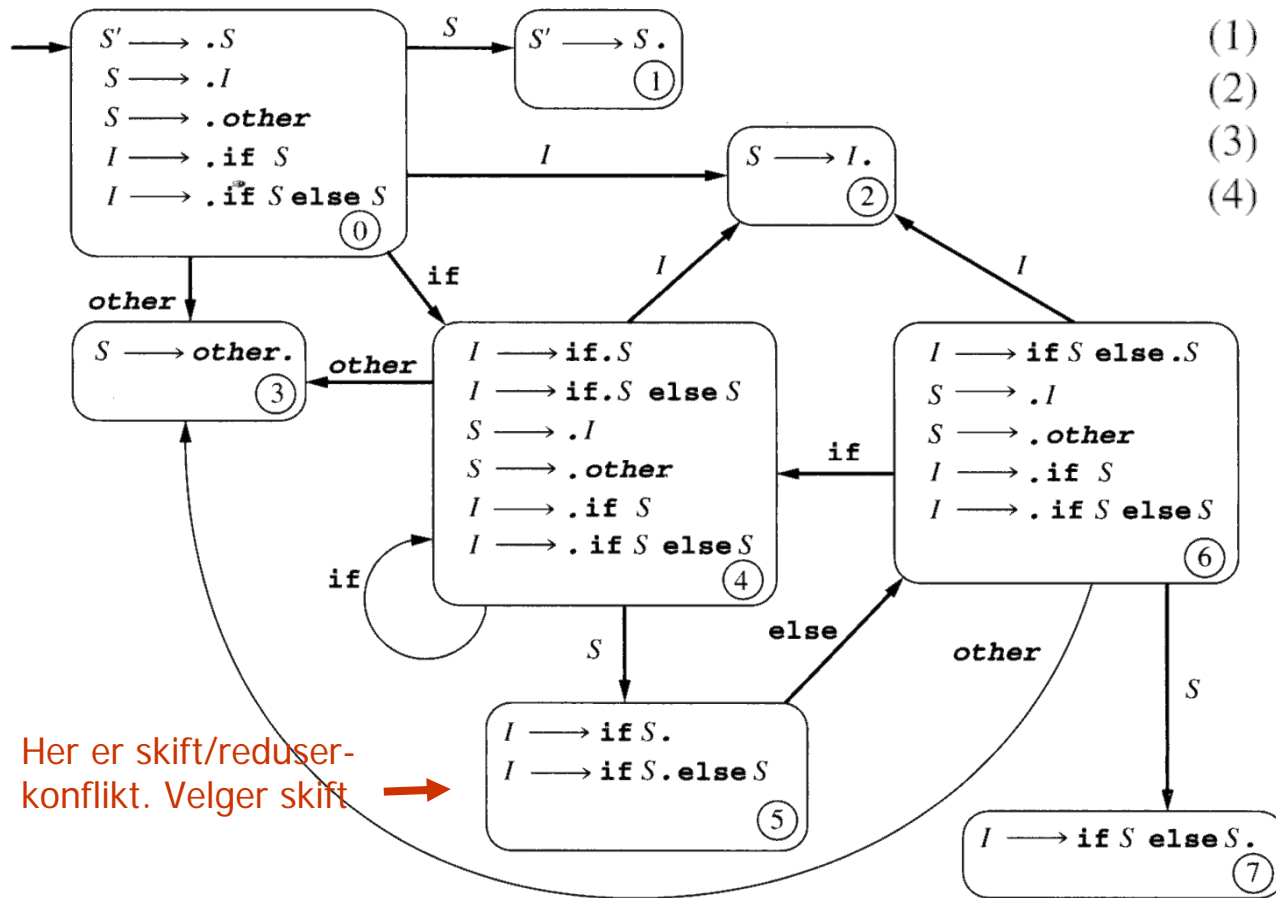 S' ⟶ .S
S ⟶ .I
S ⟶ .other
I ⟶ .if S
I ⟶ .if S else S
0
S
S' ⟶ S.
1
I
S ⟶ I.
2
(1)
(2)
(3)
(4)
other
if
I
I
S ⟶ other.
3
other
I ⟶ if.S
I ⟶ if.S else S
S ⟶ .I
S ⟶ .other
I ⟶ .if S
I ⟶ .if S else S
4
if
I ⟶ if S else .S
S ⟶ .I
S ⟶ .other
I ⟶ .if S
I ⟶ .if S else S
6
if
S
else
other
S
Her er skift/reduser-
konflikt. Velger skift
I ⟶ if S.
I ⟶ if S.else S
5
I ⟶ if S else S.
7